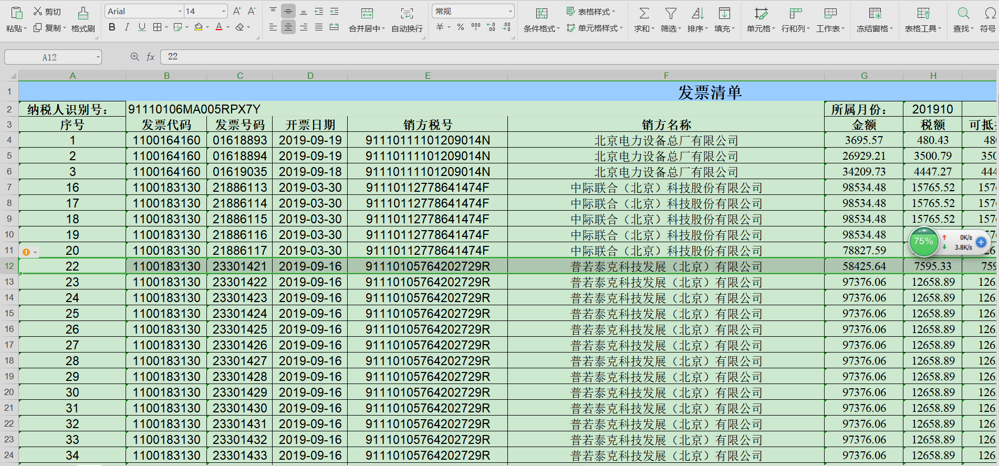 粘贴 剪切 复制 格式刷 Arial 14 A⁺ A⁻ B I U A 合并居中 自动换行 常规 ￥ % 000 条件格式 表格样式 单元格样式 求和 筛选 排序 填充 单元格 行和列 工作表 冻结窗格 表格工具 查找 符号
A12 fx 22
A B C D E F G H
1 发票清单
2 纳税人识别号： 91110106MA005RPX7Y 所属月份： 201910
3 序号 发票代码 发票号码 开票日期 销方税号 销方名称 金额 税额 可抵
4 1 1100164160 01618893 2019-09-19 91110111101209014N 北京电力设备总厂有限公司 3695.57 480.43 48
5 2 1100164160 01618894 2019-09-19 91110111101209014N 北京电力设备总厂有限公司 26929.21 3500.79 350
6 3 1100164160 01619035 2019-09-18 91110111101209014N 北京电力设备总厂有限公司 34209.73 4447.27 444
7 16 1100183130 21886113 2019-03-30 91110112778641474F 中际联合（北京）科技股份有限公司 98534.48 15765.52 157
8 17 1100183130 21886114 2019-03-30 91110112778641474F 中际联合（北京）科技股份有限公司 98534.48 15765.52 157
9 18 1100183130 21886115 2019-03-30 91110112778641474F 中际联合（北京）科技股份有限公司 98534.48 15765.52 157
10 19 1100183130 21886116 2019-03-30 91110112778641474F 中际联合（北京）科技股份有限公司 98534.48
75% 0K/s 3.8K/s
11 20 1100183130 21886117 2019-03-30 91110112778641474F 中际联合（北京）科技股份有限公司 78827.59
12 22 1100183130 23301421 2019-09-16 91110105764202729R 普若泰克科技发展（北京）有限公司 58425.64 7595.33 759
13 23 1100183130 23301422 2019-09-16 91110105764202729R 普若泰克科技发展（北京）有限公司 97376.06 12658.89 126
14 24 1100183130 23301423 2019-09-16 91110105764202729R 普若泰克科技发展（北京）有限公司 97376.06 12658.89 126
15 25 1100183130 23301424 2019-09-16 91110105764202729R 普若泰克科技发展（北京）有限公司 97376.06 12658.89 126
16 26 1100183130 23301425 2019-09-16 91110105764202729R 普若泰克科技发展（北京）有限公司 97376.06 12658.89 126
17 27 1100183130 23301426 2019-09-16 91110105764202729R 普若泰克科技发展（北京）有限公司 97376.06 12658.89 126
18 28 1100183130 23301427 2019-09-16 91110105764202729R 普若泰克科技发展（北京）有限公司 97376.06 12658.89 126
19 29 1100183130 23301428 2019-09-16 91110105764202729R 普若泰克科技发展（北京）有限公司 97376.06 12658.89 126
20 30 1100183130 23301429 2019-09-16 91110105764202729R 普若泰克科技发展（北京）有限公司 97376.06 12658.89 126
21 31 1100183130 23301430 2019-09-16 91110105764202729R 普若泰克科技发展（北京）有限公司 97376.06 12658.89 126
22 32 1100183130 23301431 2019-09-16 91110105764202729R 普若泰克科技发展（北京）有限公司 97376.06 12658.89 126
23 33 1100183130 23301432 2019-09-16 91110105764202729R 普若泰克科技发展（北京）有限公司 97376.06 12658.89 126
24 34 1100183130 23301433 2019-09-16 91110105764202729R 普若泰克科技发展（北京）有限公司 97376.06 12658.89 126